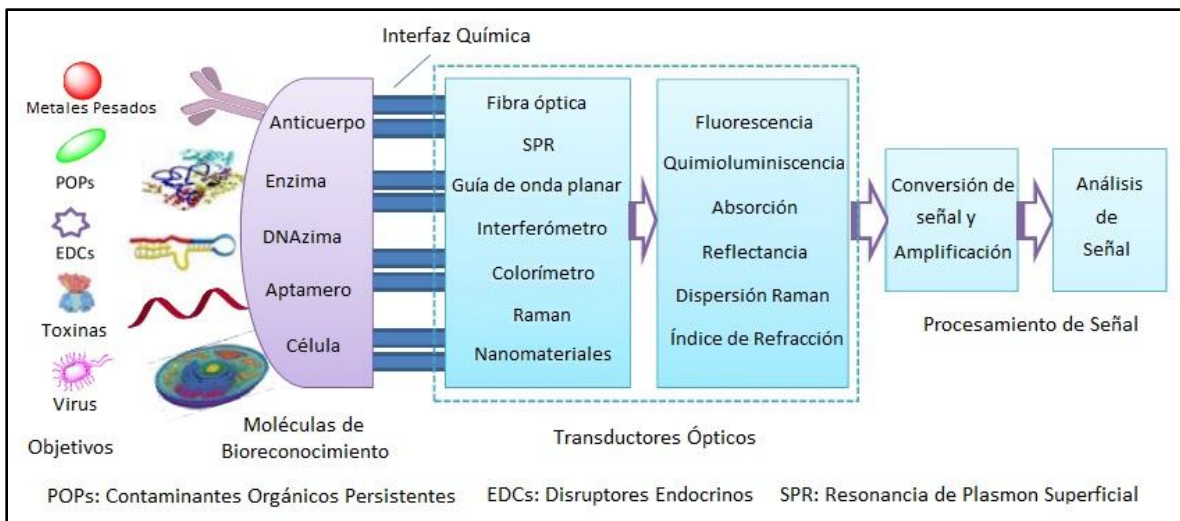 Interfaz Química
Metales Pesados
POPs
EDCs
Toxinas
Virus
Objetivos
Anticuerpo
Enzima
DNAzima
Aptamero
Célula
Moléculas de
Bioreconocimiento
Fibra óptica
SPR
Guía de onda planar
Interferómetro
Colorímetro
Raman
Nanomateriales
Fluorescencia
Quimioluminiscencia
Absorción
Reflectancia
Dispersión Raman
Índice de Refracción
Transductores Ópticos
Conversión de
señal y
Amplificación
Análisis
de
Señal
Procesamiento de Señal
POPs: Contaminantes Orgánicos Persistentes EDCs: Disruptores Endocrinos SPR: Resonancia de Plasmon Superficial